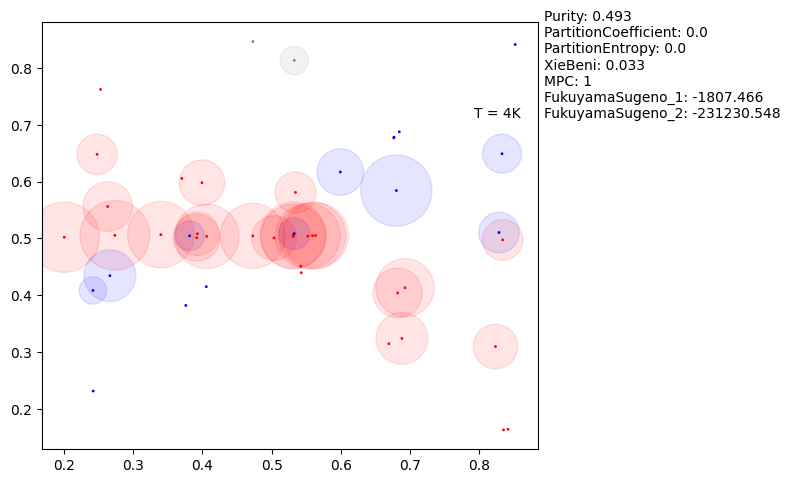 Purity: 0.493
PartitionCoefficient: 0.0
PartitionEntropy: 0.0
XieBeni: 0.033
MPC: 1
FukuyamaSugeno_1: -1807.466
FukuyamaSugeno_2: -231230.548
T = 4K
0.8
0.7
0.6
0.5
0.4
0.3
0.2
0.2 0.3 0.4 0.5 0.6 0.7 0.8